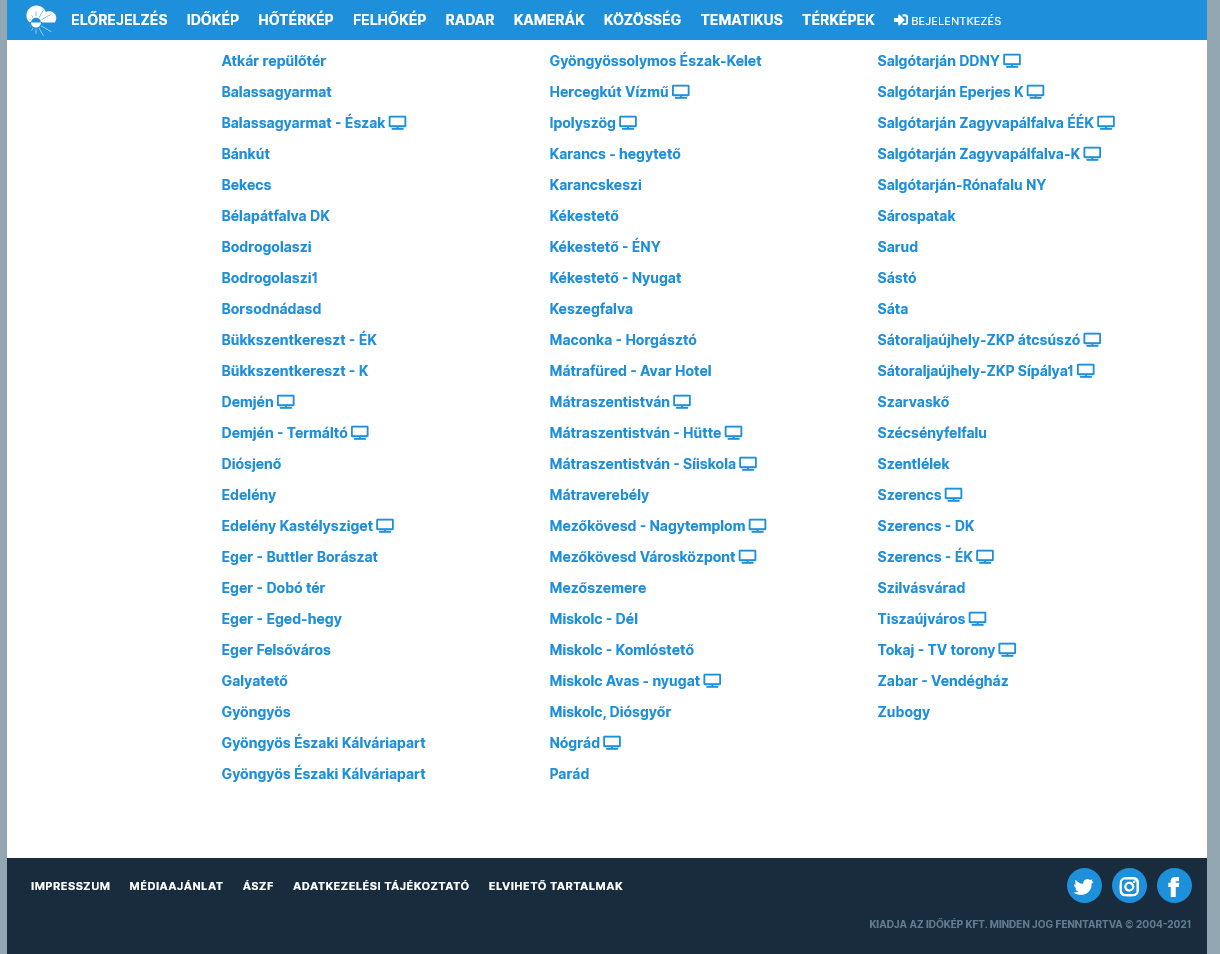 ELŐREJELZÉS IDŐKÉP HŐTÉRKÉP FELHŐKÉP RADAR KAMERÁK KÖZÖSSÉG TEMATIKUS TÉRKÉPEK BEJELENTKEZÉS
Atkár repülőtér
Balassagyarmat
Balassagyarmat - Észak
Bánkút
Bekecs
Bélapátfalva DK
Bodrogolaszi
Bodrogolaszi1
Borsodnádasd
Bükkszentkereszt - ÉK
Bükkszentkereszt - K
Demjén
Demjén - Termáltó
Diósjenő
Edelény
Edelény Kastélysziget
Eger - Buttler Borászat
Eger - Dobó tér
Eger - Eged-hegy
Eger Felsőváros
Galyatető
Gyöngyös
Gyöngyös Északi Kálváriapart
Gyöngyös Északi Kálváriapart
Gyöngyössolymos Észak-Kelet
Hercegkút Vízmű
Ipolyszög
Karancs - hegytető
Karancskeszi
Kékestető
Kékestető - ÉNY
Kékestető - Nyugat
Keszegfalva
Maconka - Horgásztó
Mátrafüred - Avar Hotel
Mátraszentistván
Mátraszentistván - Hütte
Mátraszentistván - Síiskola
Mátraverebély
Mezőkövesd - Nagytemplom
Mezőkövesd Városközpont
Mezőszemere
Miskolc - Dél
Miskolc - Komlóstető
Miskolc Avas - nyugat
Miskolc, Diósgyőr
Nógrád
Parád
Salgótarján DDNY
Salgótarján Eperjes K
Salgótarján Zagyvapálfalva ÉÉK
Salgótarján Zagyvapálfalva-K
Salgótarján-Rónafalu NY
Sárospatak
Sarud
Sástó
Sáta
Sátoraljaújhely-ZKP átcsúszó
Sátoraljaújhely-ZKP Sípálya1
Szarvaskő
Szécsényfelfalu
Szentlélek
Szerencs
Szerencs - DK
Szerencs - ÉK
Szilvásvárad
Tiszaújváros
Tokaj - TV torony
Zabar - Vendégház
Zubogy
IMPRESSZUM MÉDIAAJÁNLAT ÁSZF ADATKEZELÉSI TÁJÉKOZTATÓ ELVIHETŐ TARTALMAK
KIADJA AZ IDŐKÉP KFT. MINDEN JOG FENNTARTVA © 2004-2021